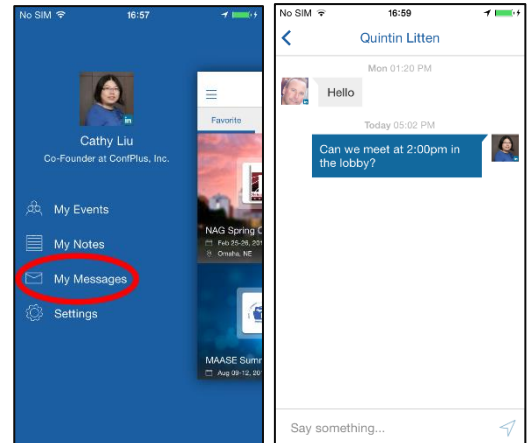 No SIM 16:57
Cathy Liu
Co-Founder at ConfPlus, Inc.
My Events
My Notes
My Messages
Settings
Favorite
NAG Spring C
Feb 25-26, 201
Omaha, NE
MAASE Summ
Aug 09-12, 20
No SIM 16:59
Quintin Litten
Mon 01:20 PM
Hello
Today 05:02 PM
Can we meet at 2:00pm in
the lobby?
Say something...